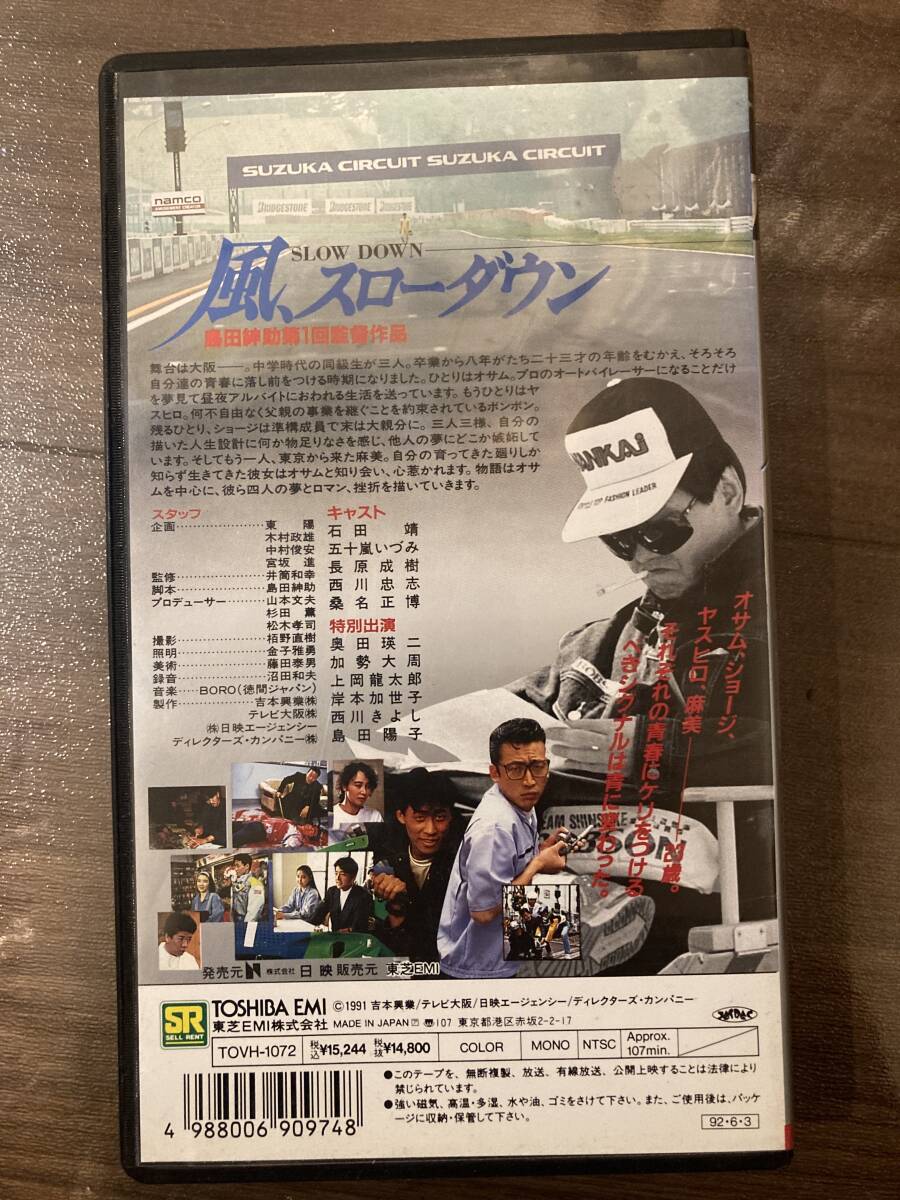 SUZUKA CIRCUIT SUZUKA CIRCUIT
namco
BRIDGESTONE BRIDGESTONE BRIDGESTONE
SLOW DOWN
風、スローダウン
島田紳助第1回監督作品
舞台は大阪――。中学時代の同級生が三人。卒業から八年がたち二十三才の年齢をむかえ、そろそろ
自分達の青春に落し前をつける時期になりました。ひとりはオサム。プロのオートバイレーサーになることだけ
を夢見て昼夜アルバイトにおわれる生活を送っています。もうひとりはヤ
スヒロ。何不自由なく父親の事業を継ぐことを約束されているボンボン。
残るひとり、ショージは準構成員で末は大親分に。三人三様、自分の
描いた人生設計に何か物足りなさを感じ、他人の夢にどこか嫉妬して
います。そしてもう一人、東京から来た麻美。自分の育ってきた廻りしか
知らず生きてきた彼女はオサムと知り会い、心惹かれます。物語はオサ
ムを中心に、彼ら四人の夢とロマン、挫折を描いていきます。
SANKAi
TOP FASHION LEADER
スタッフ
企画…………東 陽
木村政雄
中村俊安
宮坂 進
監修…………井筒和幸
脚本…………島田紳助
プロデューサー………山本文夫
杉田 薫
松木孝司
撮影…………栢野直樹
照明…………金子雅勇
美術…………藤田泰男
録音…………沼田和夫
音楽……BORO(徳間ジャパン)
製作…………吉本興業㈱
テレビ大阪㈱
㈱日映エージェンシー
ディレクターズ・カンパニー㈱
キャスト
石田 靖
五十嵐いづみ
長原成樹
西川忠志
桑名正博
特別出演
奥田瑛二
加勢大周
上岡龍太郎
岸本加世子
西川きよし
島田陽子
オサム、ショージ、
ヤスヒロ、麻美――23歳。
それぞれの青春にケリをつける
べきシグナルは青に変わった。
TEAM SHINSUKE
発売元 N 株式会社 日映 販売元 東芝EMI
SR
SELL RENT
TOSHIBA EMI ©1991 吉本興業/テレビ大阪/日映エージェンシー/ディレクターズ・カンパニー
東芝EMI株式会社 MADE IN JAPAN 〒107 東京都港区赤坂2-2-17
TOVH-1072 税込¥15,244 税抜¥14,800 COLOR MONO NTSC Approx. 107min.
●このテープを、無断複製、放送、有線放送、公開上映することは法律により
禁じられています。
●強い磁気、高温・多湿、水や油、ゴミをさけて下さい。また、ご使用後は、パッケ
ージに収納・保管して下さい。
92・6・3
4 988006 909748